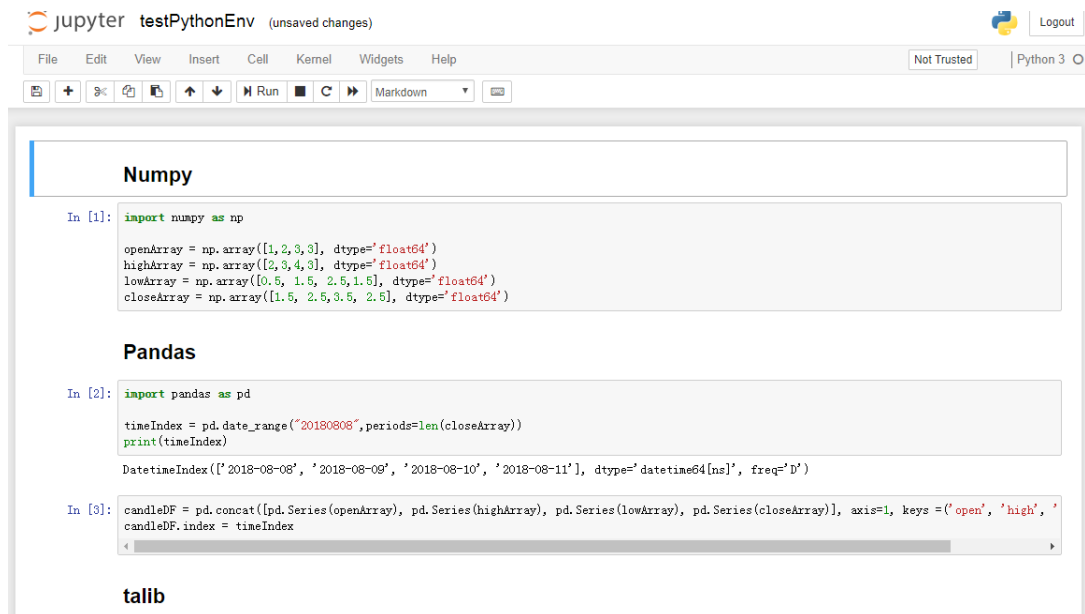 jupyter testPythonEnv (unsaved changes)
Logout
File Edit View Insert Cell Kernel Widgets Help
Not Trusted
Python 3
Run
Markdown
Numpy
In [1]: import numpy as np
openArray = np.array([1,2,3,3], dtype='float64')
highArray = np.array([2,3,4,3], dtype='float64')
lowArray = np.array([0.5, 1.5, 2.5,1.5], dtype='float64')
closeArray = np.array([1.5, 2.5,3.5, 2.5], dtype='float64')
Pandas
In [2]: import pandas as pd
timeIndex = pd.date_range("20180808",periods=len(closeArray))
print(timeIndex)
DatetimeIndex(['2018-08-08', '2018-08-09', '2018-08-10', '2018-08-11'], dtype='datetime64[ns]', freq='D')
In [3]: candleDF = pd.concat([pd.Series(openArray), pd.Series(highArray), pd.Series(lowArray), pd.Series(closeArray)], axis=1, keys =('open', 'high', '
candleDF.index = timeIndex
talib